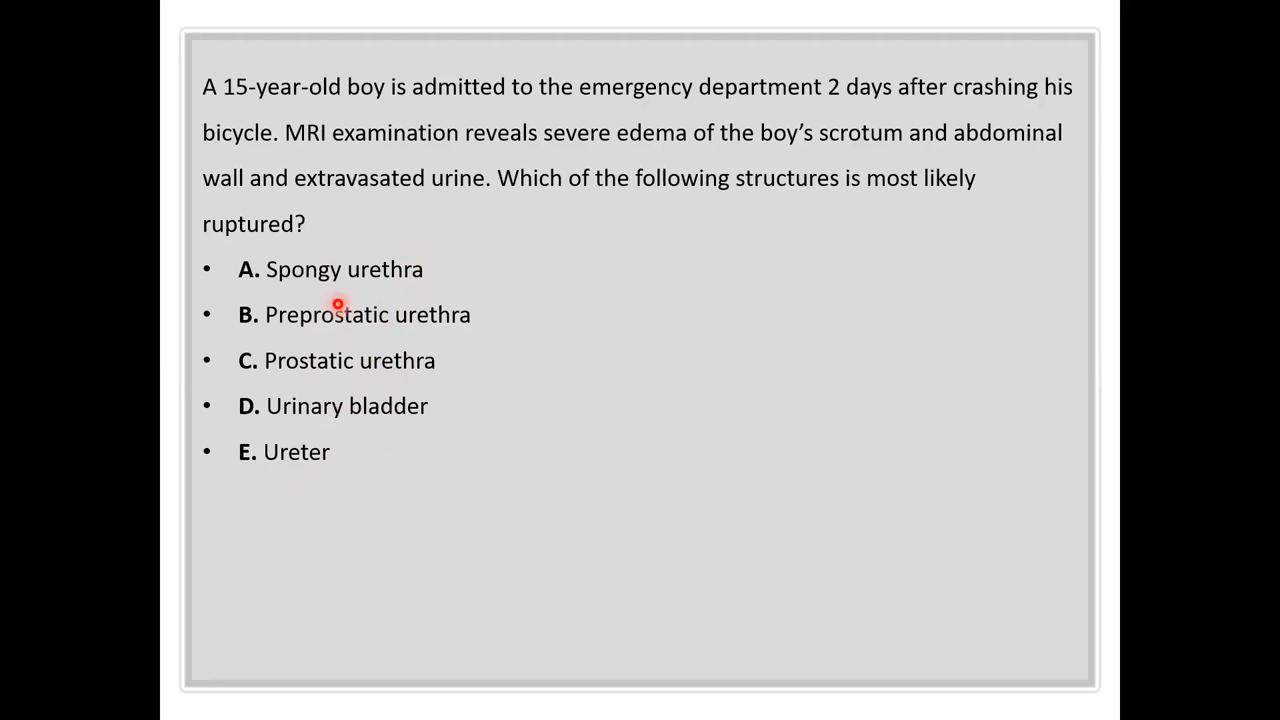 A 15-year-old boy is admitted to the emergency department 2 days after crashing his
bicycle. MRI examination reveals severe edema of the boy’s scrotum and abdominal
wall and extravasated urine. Which of the following structures is most likely
ruptured?
• A. Spongy urethra
• B. Preprostatic urethra
• C. Prostatic urethra
• D. Urinary bladder
• E. Ureter